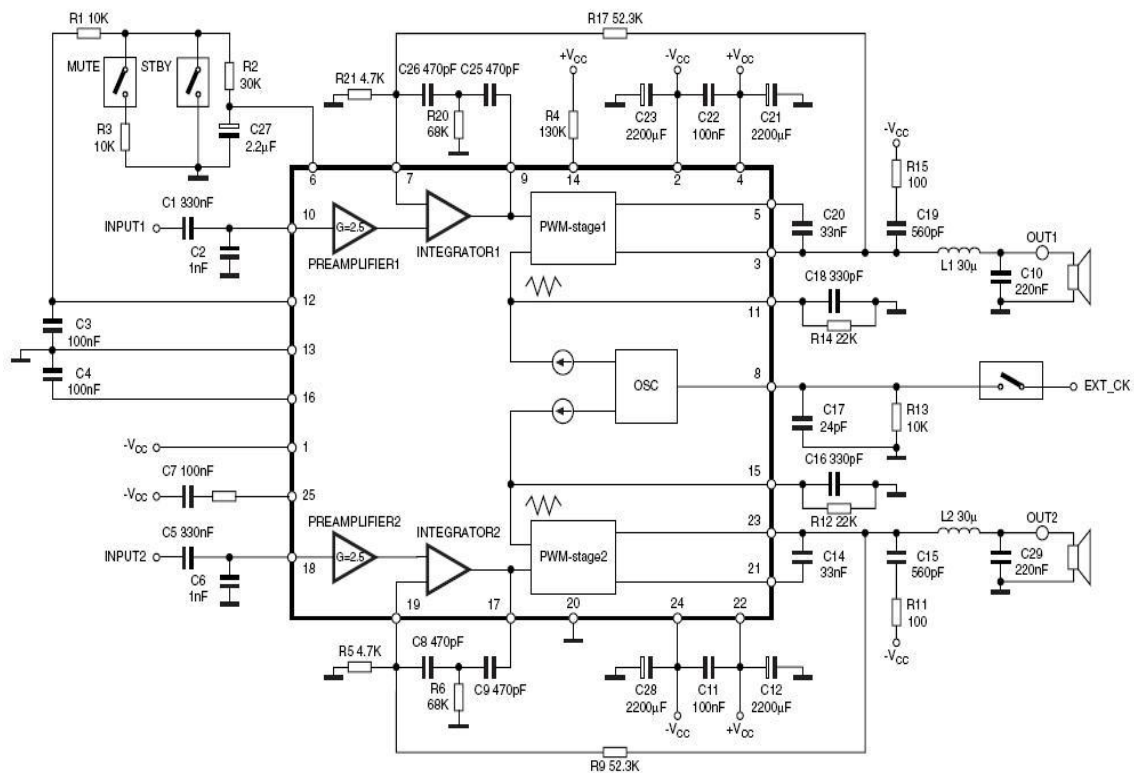 R1 10K
MUTE
STBY
R2
30K
R3
10K
C27
2.2µF
R17 52.3K
C26 470pF
C25 470pF
R21 4.7K
R20
68K
+VCC
R4
130K
-VCC
+VCC
C23
2200µF
C22
100nF
C21
2200µF
-VCC
R15
100
C19
560pF
6
7
9
14
2
4
C1 330nF
INPUT1
C2
1nF
10
G=2.5
PREAMPLIFIER1
INTEGRATOR1
PWM-stage1
5
3
C20
33nF
L1 30µ
OUT1
C10
220nF
C18 330pF
11
R14 22K
12
C3
100nF
13
C4
100nF
16
OSC
8
EXT_CK
C17
24pF
R13
10K
-VCC
1
C7 100nF
-VCC
25
15
C16 330pF
R12 22K
PREAMPLIFIER2
INTEGRATOR2
C5 330nF
INPUT2
C6
1nF
18
G=2.5
PWM-stage2
23
21
C14
33nF
L2 30µ
OUT2
C15
560pF
C29
220nF
R11
100
-VCC
19
17
20
24
22
R5 4.7K
C8 470pF
R6
68K
C9 470pF
C28
2200µF
C11
100nF
C12
2200µF
-VCC
+VCC
R9 52.3K